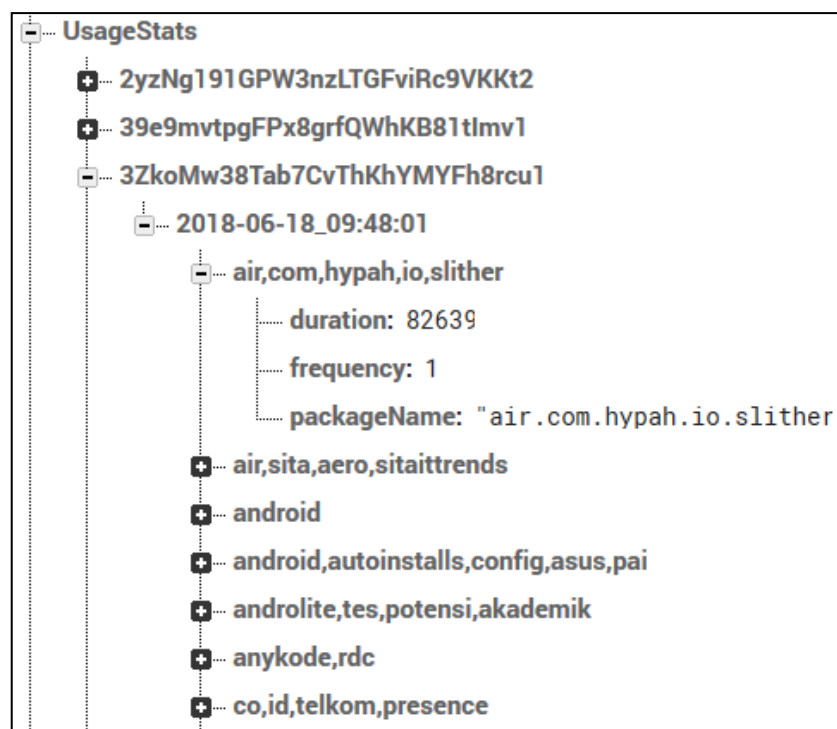 UsageStats
2yzNg191GPW3nzLTGFviRc9VKKt2
39e9mvtpgFPx8grfQWhKB81tImv1
3ZkoMw38Tab7CvThKhYMYFh8rcu1
2018-06-18_09:48:01
air,com,hypah,io,slither
duration: 82639
frequency: 1
packageName: "air.com.hypah.io.slither
air,sita,aero,sitaittrends
android
android,autoinstalls,config,asus,pai
androlite,tes,potensi,akademik
anykode,rdc
co,id,telkom,presence